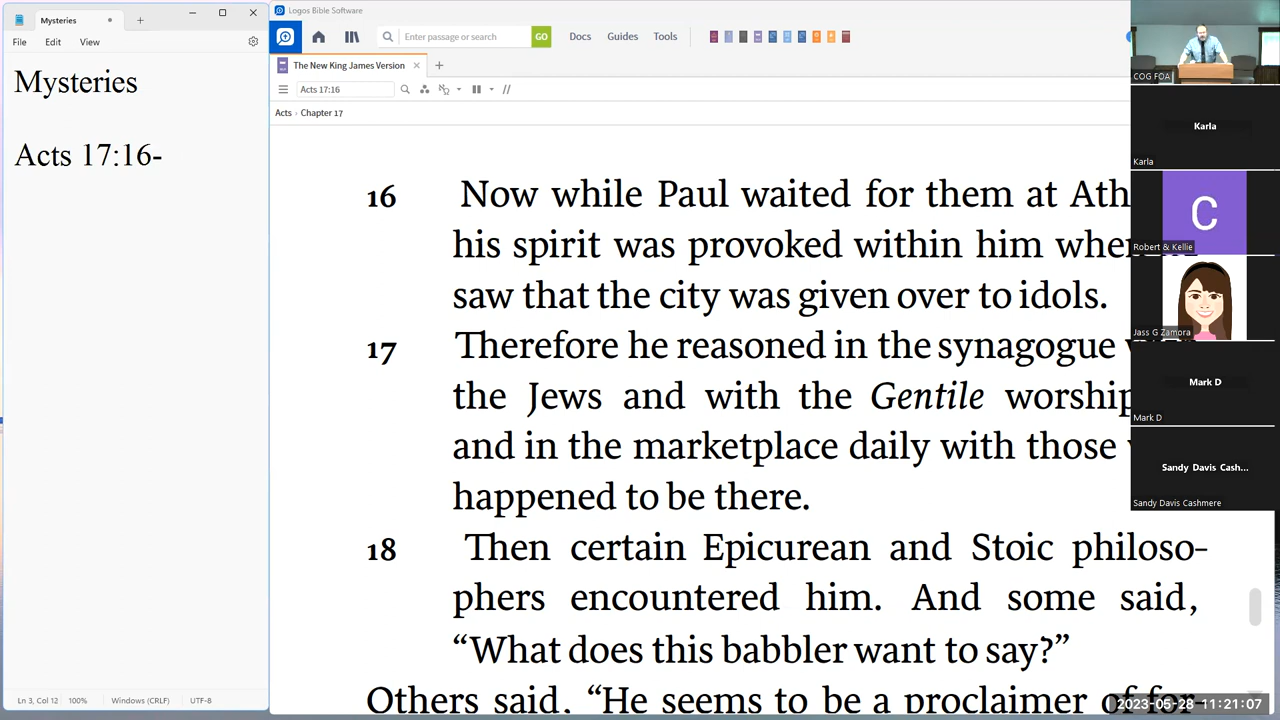 Mysteries
File Edit View
Mysteries
Acts 17:16-
Ln 3, Col 12 100% Windows (CRLF) UTF-8
Logos Bible Software
Enter passage or search GO Docs Guides Tools
The New King James Version
Acts 17:16
Acts › Chapter 17
16 Now while Paul waited for them at
his spirit was provoked within him
saw that the city was given over to idols.
17 Therefore he reasoned in the synagogue
the Jews and with the Gentile
and in the marketplace daily with those
happened to be there.
18 Then certain Epicurean and Stoic philoso-
phers encountered him. And some said,
“What does this babbler want to say?”
Others said, “He seems to be a proclaimer of for-
COG FOA
Karla
Karla
C
Robert & Kellie
Jass G Zamora
Mark D
Mark D
Sandy Davis Cash...
Sandy Davis Cashmere
2023-05-28 11:21:07